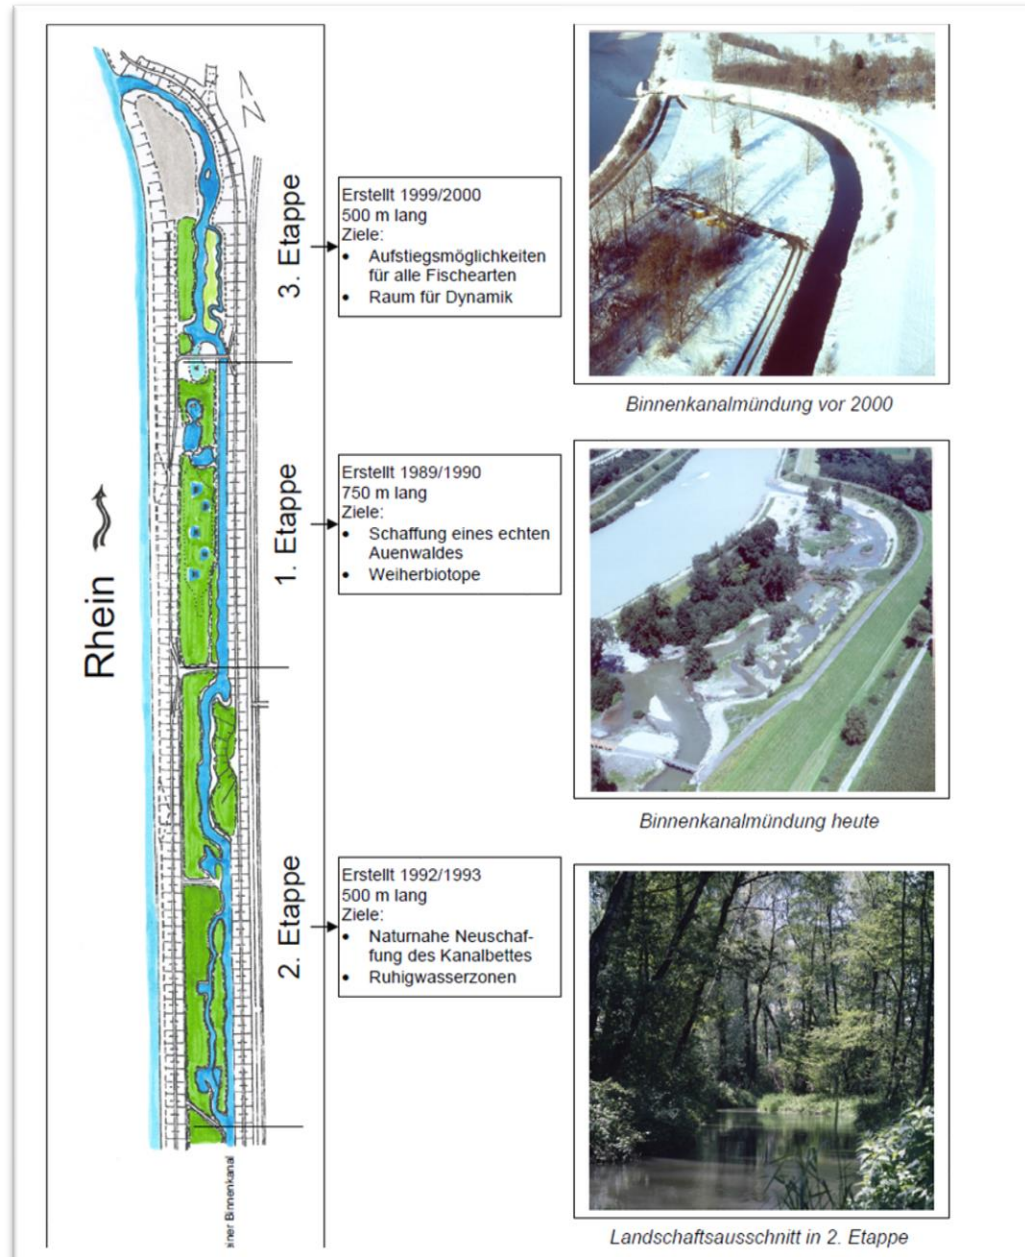 3. Etappe
Erstellt 1999/2000
500 m lang
Ziele:
• Aufstiegsmöglichkeiten
für alle Fischearten
• Raum für Dynamik
Binnenkanalmündung vor 2000
Rhein
1. Etappe
Erstellt 1989/1990
750 m lang
Ziele:
• Schaffung eines echten
Auenwaldes
• Weiherbiotope
Binnenkanalmündung heute
2. Etappe
Erstellt 1992/1993
500 m lang
Ziele:
• Naturnahe Neuschaf-
fung des Kanalbettes
• Ruhigwasserzonen
Landschaftsausschnitt in 2. Etappe
N
Binnenkanal